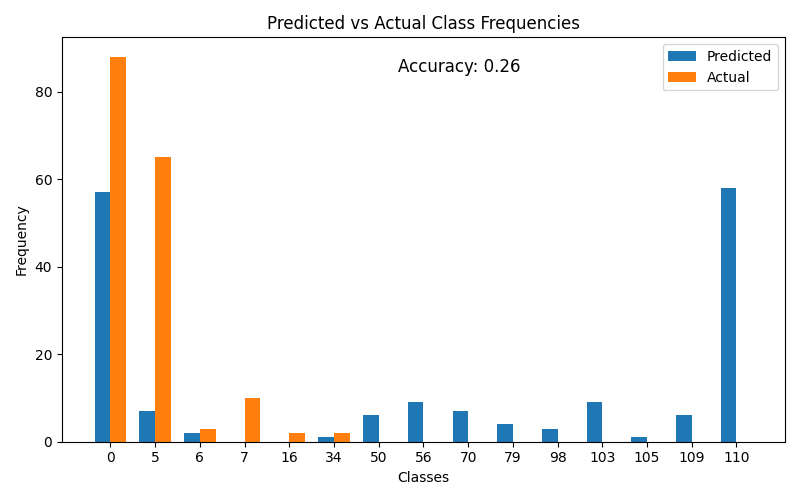 Predicted vs Actual Class Frequencies
Accuracy: 0.26
Predicted
Actual
Frequency
80
60
40
20
0
0 5 6 7 16 34 50 56 70 79 98 103 105 109 110
Classes